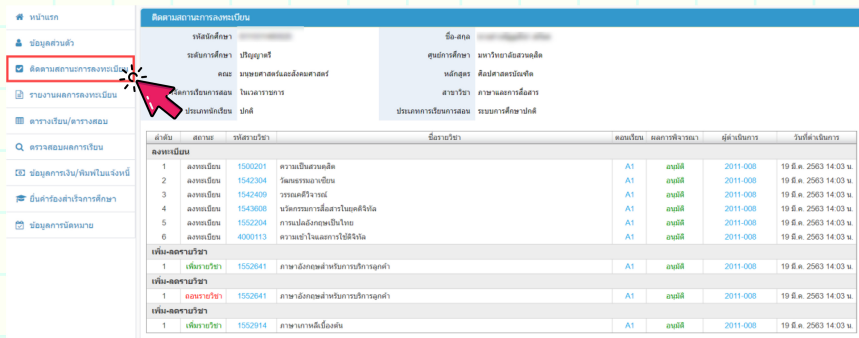 หน้าแรก
ข้อมูลส่วนตัว
ติดตามสถานะการลงทะเบียน
รายงานผลการลงทะเบียน
ตารางเรียน/ตารางสอบ
ตรวจสอบผลการเรียน
ข้อมูลการเงิน/พิมพ์ใบแจ้งหนี้
ยื่นคำร้องสำเร็จการศึกษา
ข้อมูลการนัดหมาย
ติดตามสถานะการลงทะเบียน
รหัสนักศึกษา ชื่อ-สกุล
ระดับการศึกษา ปริญญาตรี ศูนย์การศึกษา มหาวิทยาลัยสวนดุสิต
คณะ มนุษยศาสตร์และสังคมศาสตร์ หลักสูตร ศิลปศาสตรบัณฑิต
จัดการเรียนการสอน ในเวลาราชการ สาขาวิชา ภาษาและการสื่อสาร
ประเภทนักเรียน ปกติ ประเภทการเรียนการสอน ระบบการศึกษาปกติ
ลำดับ สถานะ รหัสรายวิชา ชื่อรายวิชา ตอนเรียน ผลการพิจารณา ผู้ดำเนินการ วันที่ดำเนินการ
ลงทะเบียน
1 ลงทะเบียน 1500201 ความเป็นสวนดุสิต A1 อนุมัติ 2011-008 19 มี.ค. 2563 14:03 น.
2 ลงทะเบียน 1542304 วัฒนธรรมอาเซียน A1 อนุมัติ 2011-008 19 มี.ค. 2563 14:03 น.
3 ลงทะเบียน 1542409 วรรณคดีวิจารณ์ A1 อนุมัติ 2011-008 19 มี.ค. 2563 14:03 น.
4 ลงทะเบียน 1543608 นวัตกรรมการสื่อสารในยุคดิจิทัล A1 อนุมัติ 2011-008 19 มี.ค. 2563 14:03 น.
5 ลงทะเบียน 1552204 การแปลอังกฤษเป็นไทย A1 อนุมัติ 2011-008 19 มี.ค. 2563 14:03 น.
6 ลงทะเบียน 4000113 ความเข้าใจและการใช้ดิจิทัล A1 อนุมัติ 2011-008 19 มี.ค. 2563 14:03 น.
เพิ่ม-ลดรายวิชา
1 เพิ่มรายวิชา 1552641 ภาษาอังกฤษสำหรับการบริการลูกค้า A1 อนุมัติ 2011-008 19 มี.ค. 2563 14:03 น.
เพิ่ม-ลดรายวิชา
1 ถอนรายวิชา 1552641 ภาษาอังกฤษสำหรับการบริการลูกค้า A1 อนุมัติ 2011-008 19 มี.ค. 2563 14:03 น.
เพิ่ม-ลดรายวิชา
1 เพิ่มรายวิชา 1552914 ภาษาเกาหลีเบื้องต้น A1 อนุมัติ 2011-008 19 มี.ค. 2563 14:03 น.